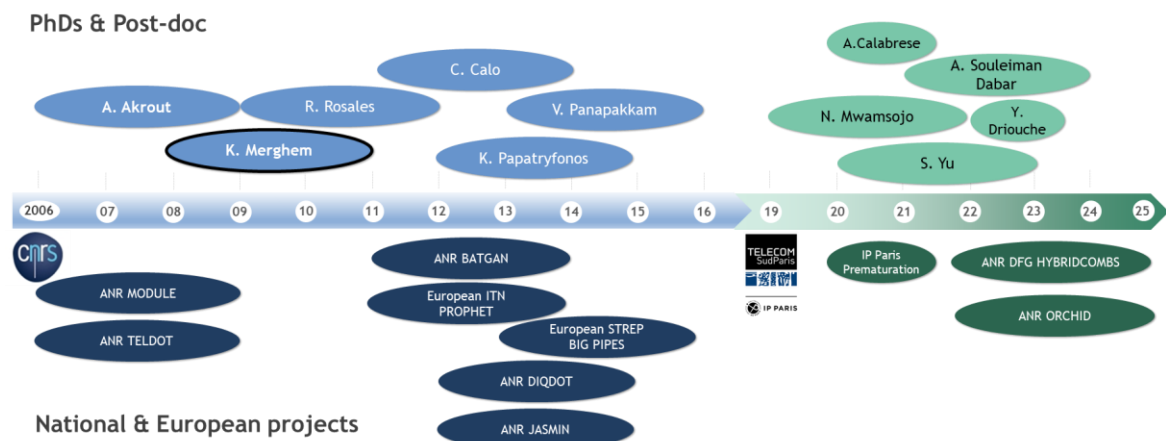 PhDs & Post-doc
A.Calabrese
C. Calo
A. Souleiman
Dabar
A. Akrout
R. Rosales
V. Panapakkam
N. Mwamsojo
Y.
Driouche
K. Merghem
K. Papatryfonos
S. Yu
2006 07 08 09 10 11 12 13 14 15 16 19 20 21 22 23 24 25
cnrs
ANR BATGAN
TELECOM
SudParis
IP Paris
Prematuration
ANR DFG HYBRIDCOMBS
ANR MODULE
European ITN
PROPHET
IP PARIS
ANR ORCHID
ANR TELDOT
European STREP
BIG PIPES
ANR DIQDOT
National & European projects
ANR JASMIN